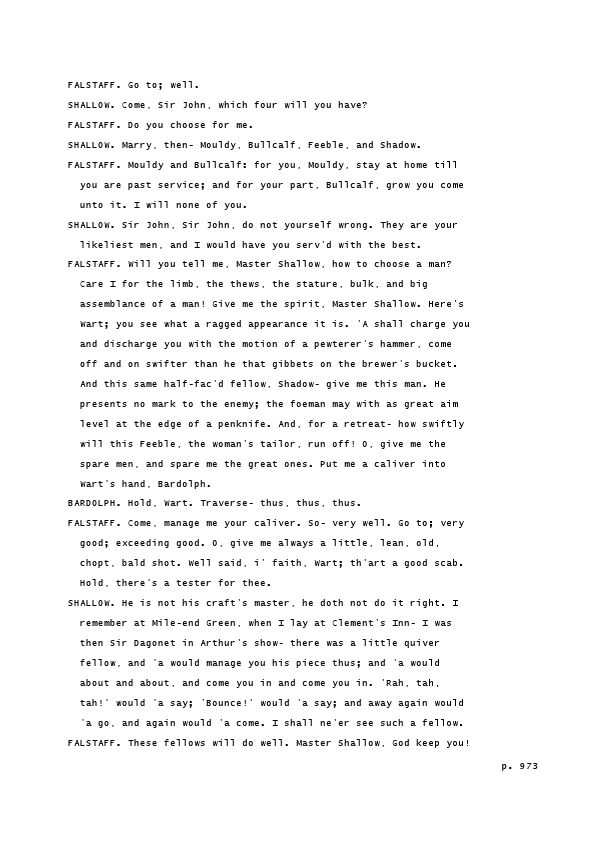 FALSTAFF. Go to; well.
SHALLOW. Come, Sir John, which four will you have?
FALSTAFF. Do you choose for me.
SHALLOW. Marry, then- Mouldy, Bullcalf, Feeble, and Shadow.
FALSTAFF. Mouldy and Bullcalf: for you, Mouldy, stay at home till
you are past service; and for your part, Bullcalf, grow you come
unto it. I will none of you.
SHALLOW. Sir John, Sir John, do not yourself wrong. They are your
likeliest men, and I would have you serv'd with the best.
FALSTAFF. Will you tell me, Master Shallow, how to choose a man?
Care I for the limb, the thews, the stature, bulk, and big
assemblance of a man! Give me the spirit, Master Shallow. Here's
Wart; you see what a ragged appearance it is. 'A shall charge you
and discharge you with the motion of a pewterer's hammer, come
off and on swifter than he that gibbets on the brewer's bucket.
And this same half-fac'd fellow, Shadow- give me this man. He
presents no mark to the enemy; the foeman may with as great aim
level at the edge of a penknife. And, for a retreat- how swiftly
will this Feeble, the woman's tailor, run off! O, give me the
spare men, and spare me the great ones. Put me a caliver into
Wart's hand, Bardolph.
BARDOLPH. Hold, Wart. Traverse- thus, thus, thus.
FALSTAFF. Come, manage me your caliver. So- very well. Go to; very
good; exceeding good. O, give me always a little, lean, old,
chopt, bald shot. Well said, i' faith, Wart; th'art a good scab.
Hold, there's a tester for thee.
SHALLOW. He is not his craft's master, he doth not do it right. I
remember at Mile-end Green, when I lay at Clement's Inn- I was
then Sir Dagonet in Arthur's show- there was a little quiver
fellow, and 'a would manage you his piece thus; and 'a would
about and about, and come you in and come you in. 'Rah, tah,
tah!' would 'a say; 'Bounce!' would 'a say; and away again would
'a go, and again would 'a come. I shall ne'er see such a fellow.
FALSTAFF. These fellows will do well. Master Shallow, God keep you!
p. 973